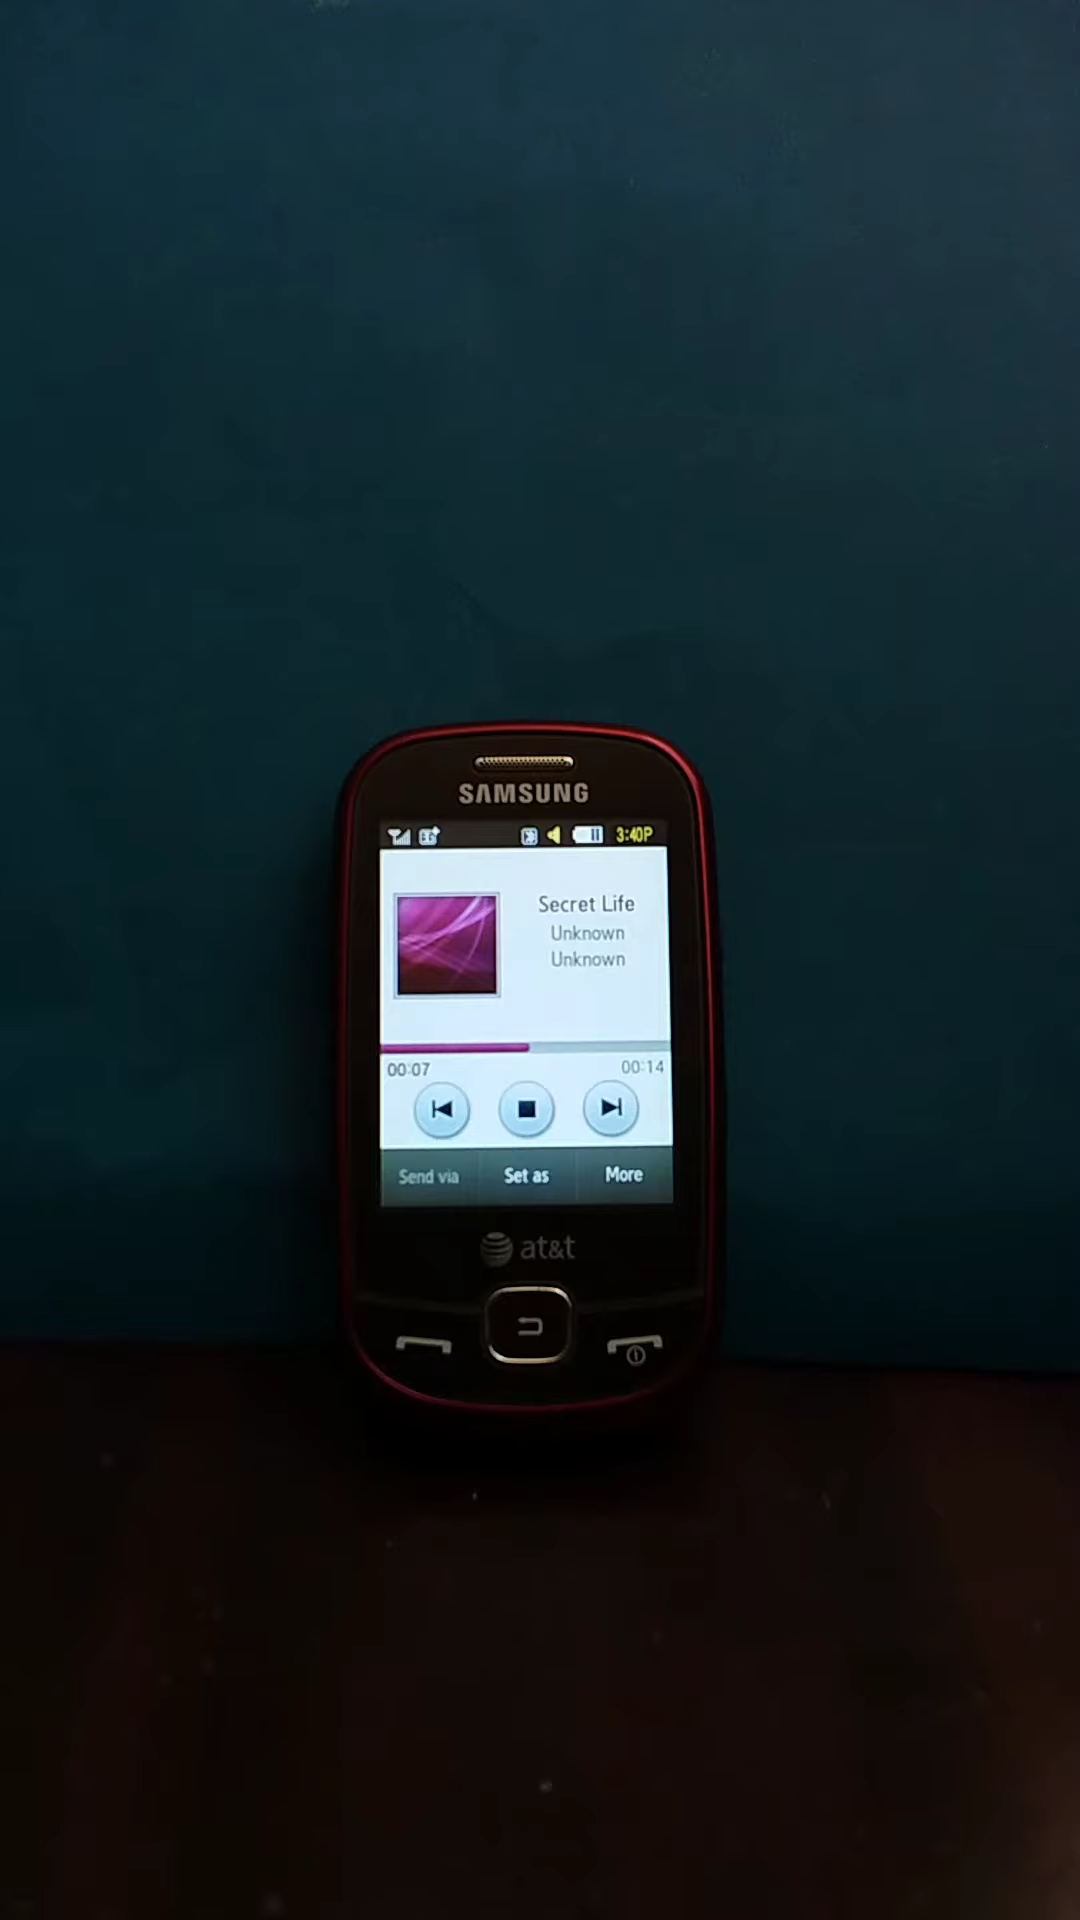 SAMSUNG
3:40P
Secret Life
Unknown
Unknown
00:07 00:14
Send via Set as More
at&t